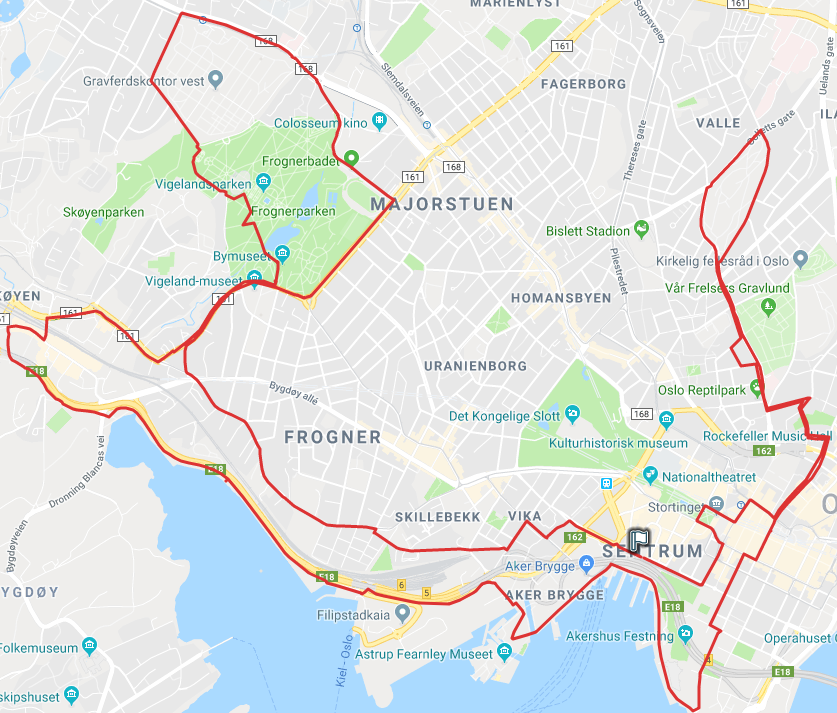 MARIENLYST
161
Sognsveien
Uelands gate
168
168
161
Slemdalsveien
Gravferdskontor vest
FAGERBORG
Colosseum kino
VALLE
ILA
Thereses gate
Frognerbadet
161
168
Vigelandsparken
Skøyenparken
Frognerparken
MAJORSTUEN
Bislett Stadion
Pilestredet
Bymuseet
Kirkelig fellesråd i Oslo
Vigeland-museet
Vår Frelsers Gravlund
KØYEN
161
161
61
161
HOMANSBYEN
URANIENBORG
E18
Bygdøy allé
Oslo Reptilpark
Det Kongelige Slott
168
FROGNER
Kulturhistorisk museum
Rockefeller Music Hall
162
Dronning Blancas vei
E18
Nationaltheatret
Stortinget
SKILLEBEKK
VIKA
O
Bygdøyveien
162
SENTRUM
Aker Brygge
E18
6
5
YGDØY
AKER BRYGGE
E18
Filipstadkaia
Akershus Festning
Operahuset O
Folkemuseum
Kiel - Oslo
Astrup Fearnley Museet
4
E18
skipshuset